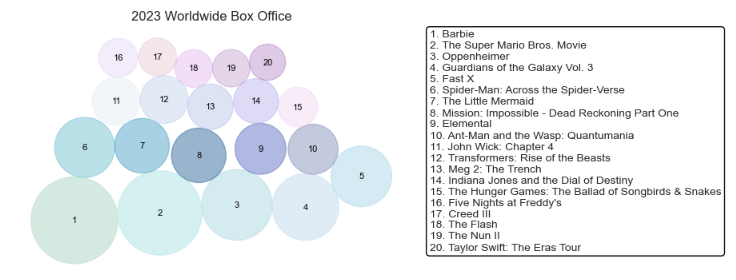 2023 Worldwide Box Office
16 17 18 19 20
11 12 13 14 15
6 7 8 9 10
5
1 2 3 4
1. Barbie
2. The Super Mario Bros. Movie
3. Oppenheimer
4. Guardians of the Galaxy Vol. 3
5. Fast X
6. Spider-Man: Across the Spider-Verse
7. The Little Mermaid
8. Mission: Impossible - Dead Reckoning Part One
9. Elemental
10. Ant-Man and the Wasp: Quantumania
11. John Wick: Chapter 4
12. Transformers: Rise of the Beasts
13. Meg 2: The Trench
14. Indiana Jones and the Dial of Destiny
15. The Hunger Games: The Ballad of Songbirds & Snakes
16. Five Nights at Freddy's
17. Creed III
18. The Flash
19. The Nun II
20. Taylor Swift: The Eras Tour